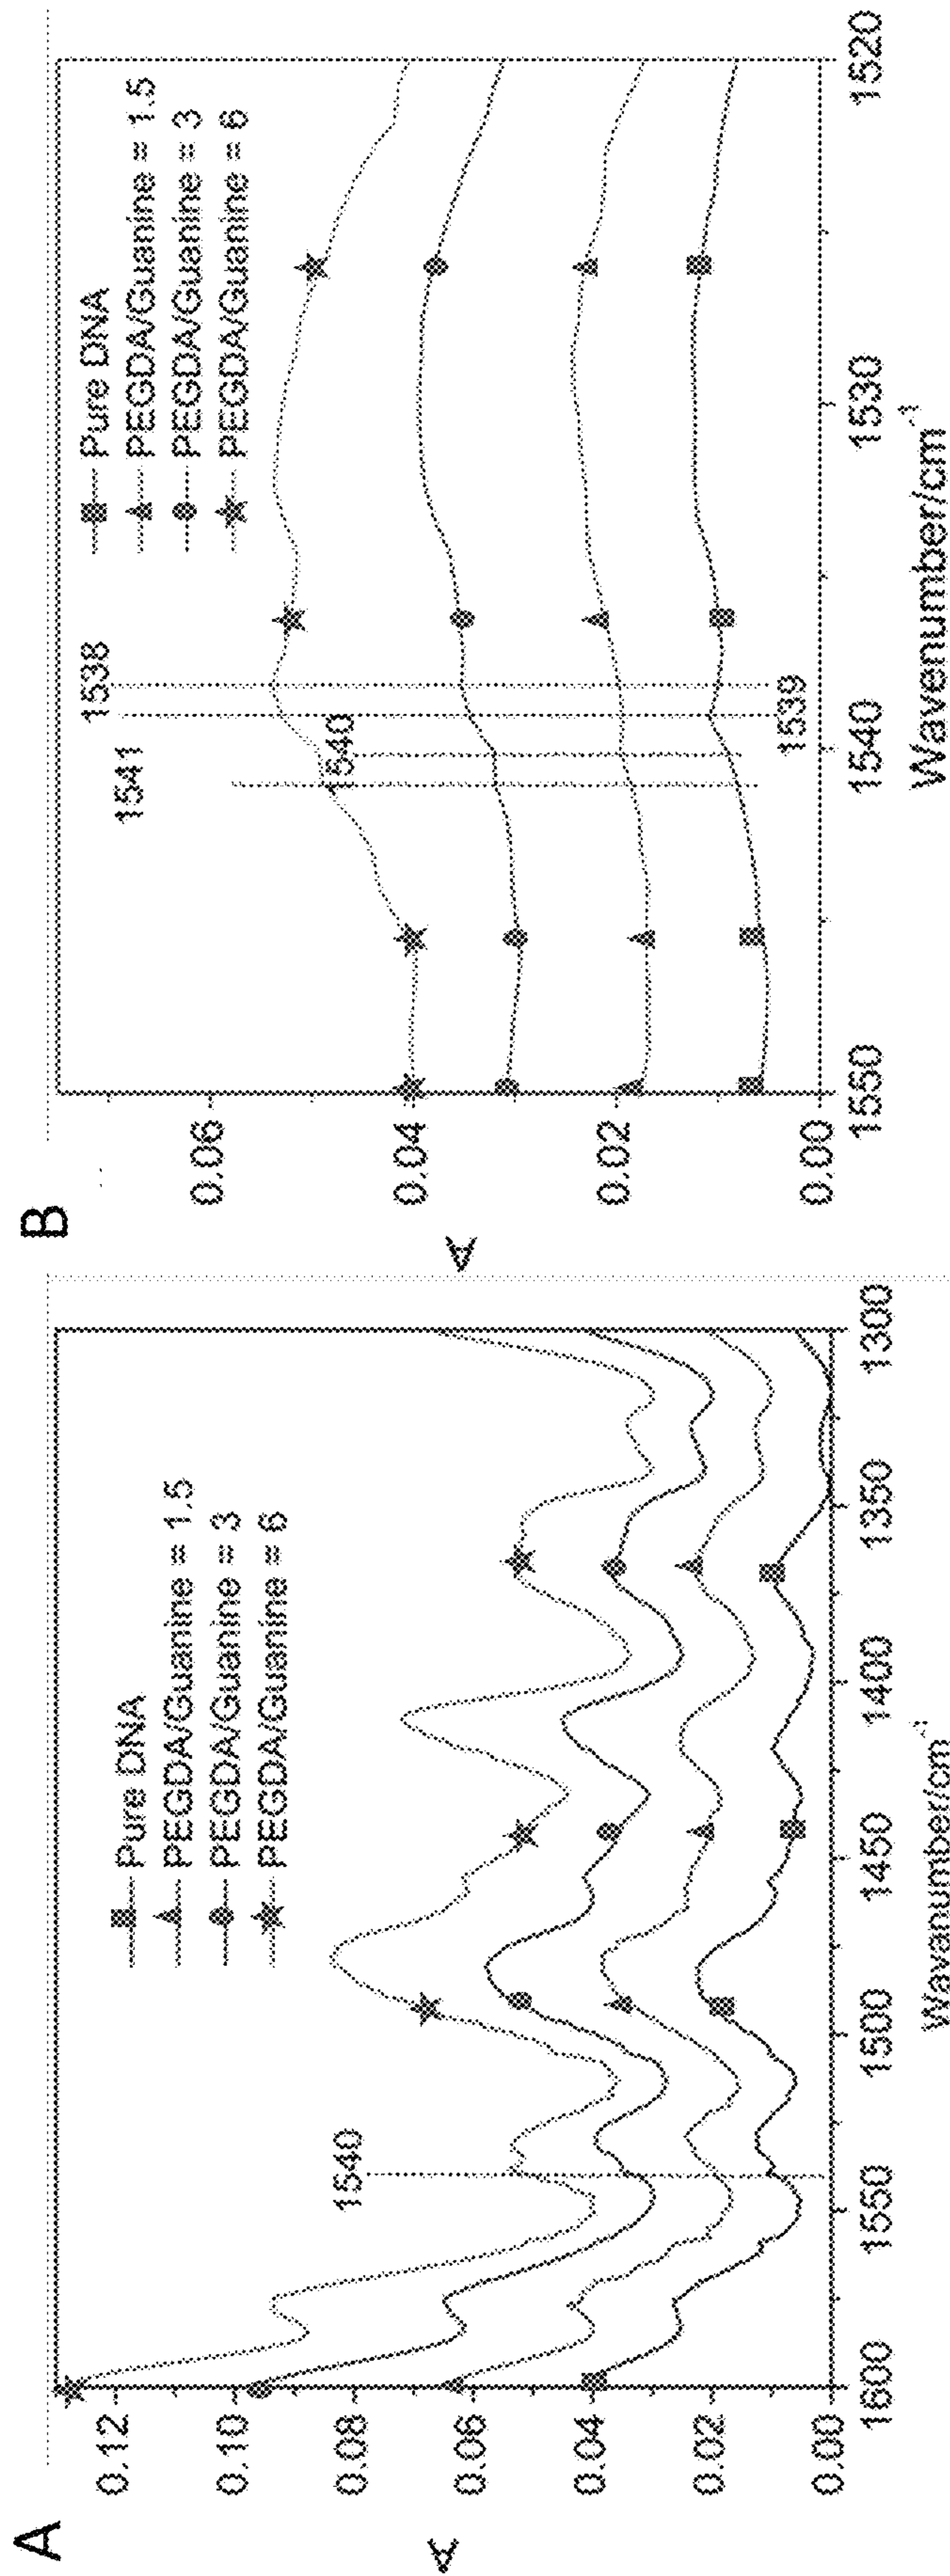 A
A
0.12
0.10
0.08
0.06
0.04
0.02
0.00
1600
1550
1500
1450
1400
1350
1300
Wavanumber/cm-1
1540
Pure DNA
PEGDA/Guanine = 1.5
PEGDA/Guanine = 3
PEGDA/Guanine = 6
B
A
0.06
0.04
0.02
0.00
1550
1540
1530
1520
Wavenumber/cm-1
1541
1538
1540
1539
Pure DNA
PEGDA/Guanine = 1.5
PEGDA/Guanine = 3
PEGDA/Guanine = 6